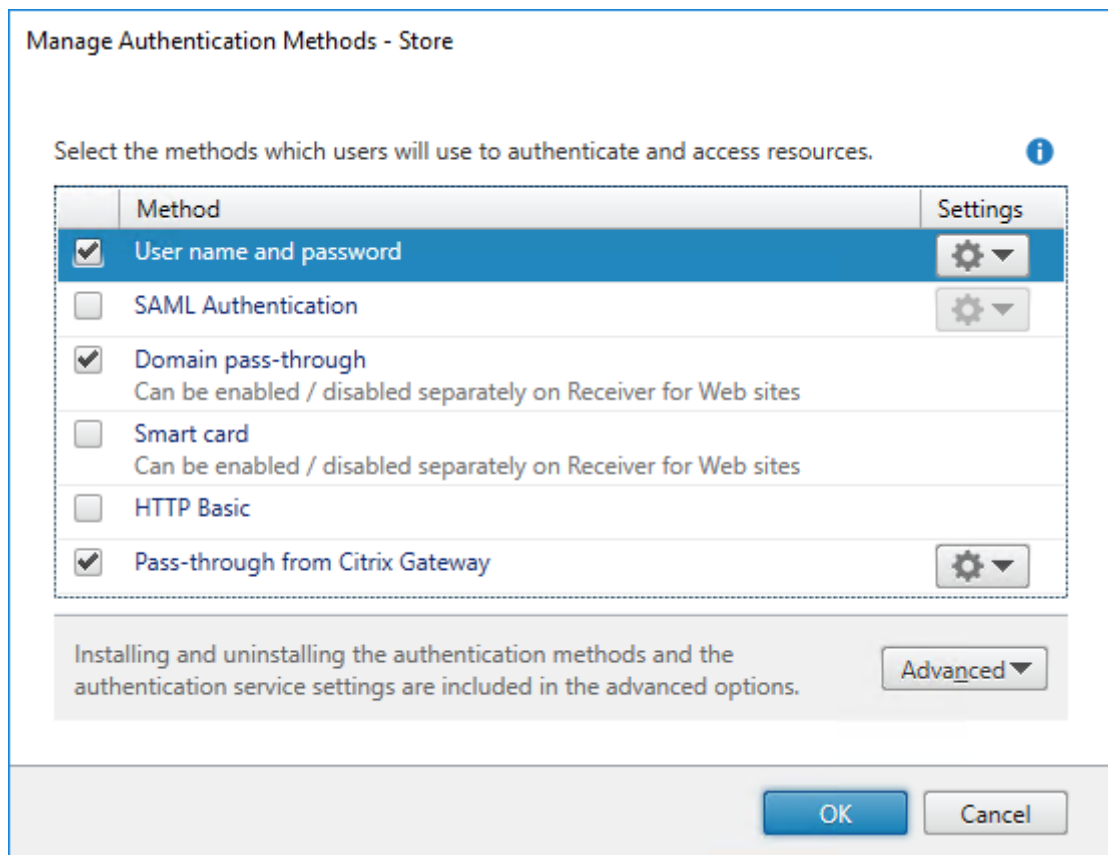 Manage Authentication Methods - Store
Select the methods which users will use to authenticate and access resources.
Method Settings
User name and password
SAML Authentication
Domain pass-through
Can be enabled / disabled separately on Receiver for Web sites
Smart card
Can be enabled / disabled separately on Receiver for Web sites
HTTP Basic
Pass-through from Citrix Gateway
Installing and uninstalling the authentication methods and the
authentication service settings are included in the advanced options.
Advanced
OK Cancel